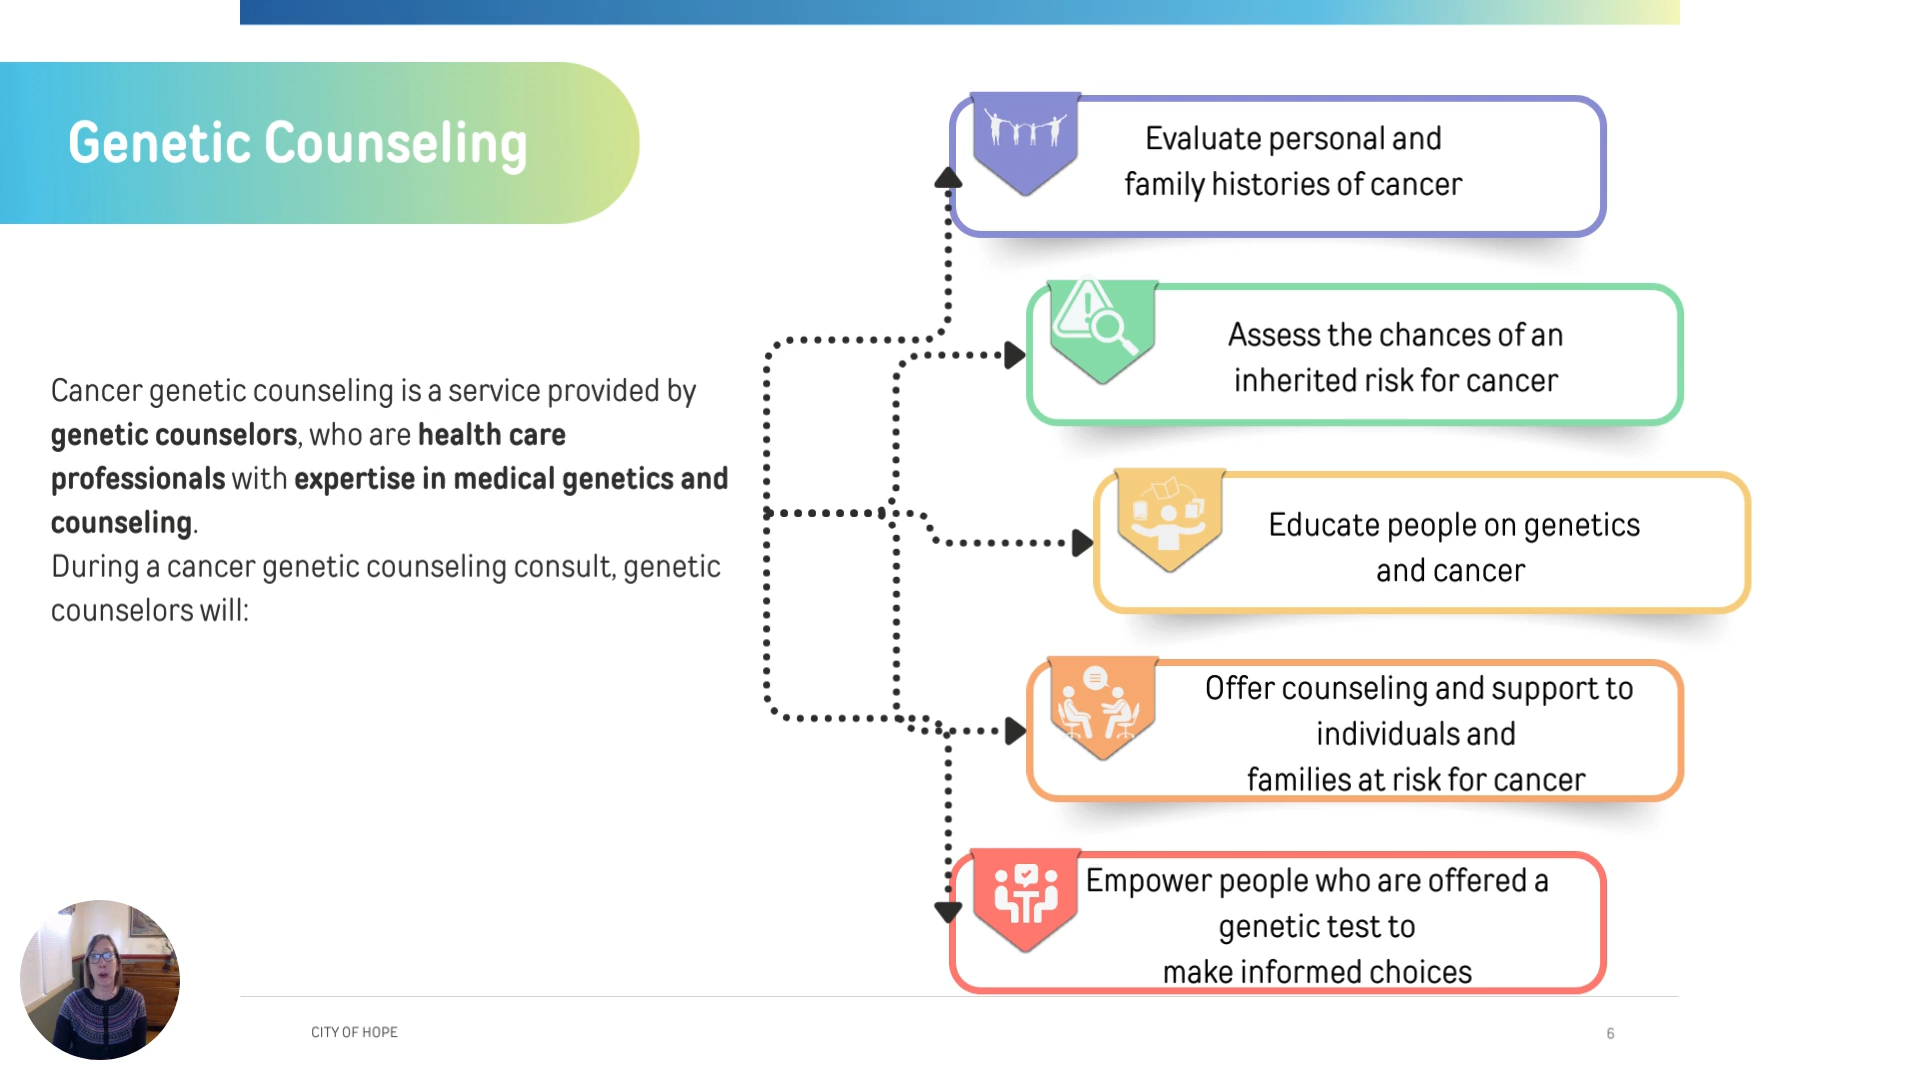 Genetic Counseling
Cancer genetic counseling is a service provided by
genetic counselors, who are health care
professionals with expertise in medical genetics and
counseling.
During a cancer genetic counseling consult, genetic
counselors will:
Evaluate personal and
family histories of cancer
Assess the chances of an
inherited risk for cancer
Educate people on genetics
and cancer
Offer counseling and support to
individuals and
families at risk for cancer
Empower people who are offered a
genetic test to
make informed choices
CITY OF HOPE
6